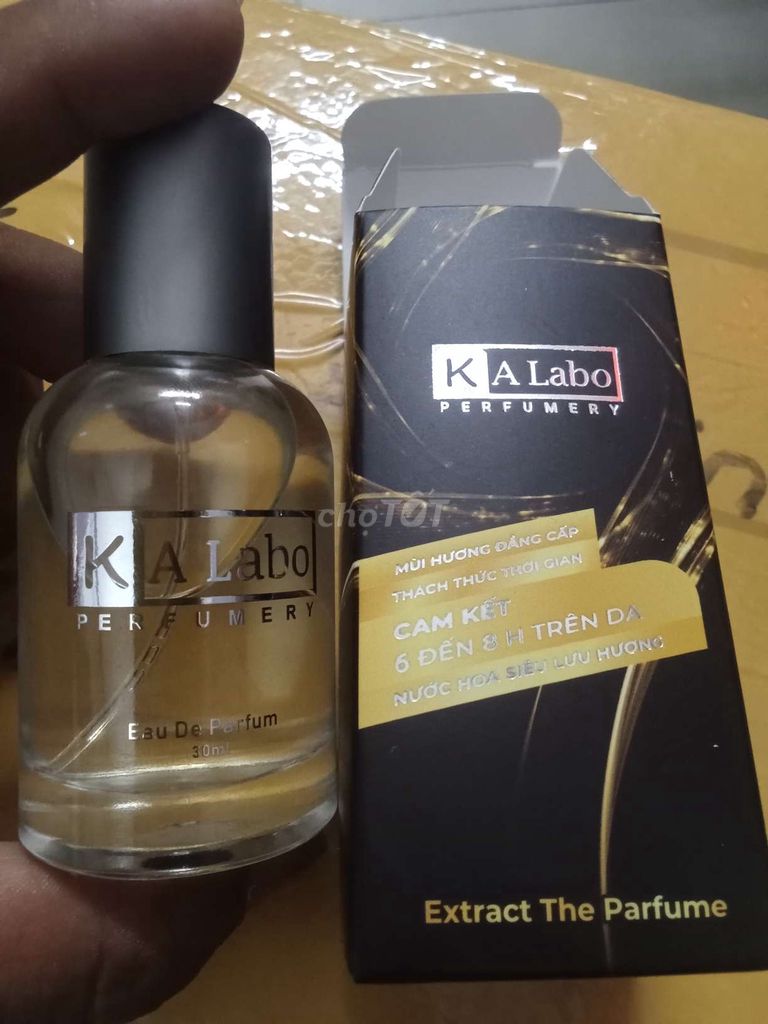 K A Labo
PERFUMERY
Eau De Parfum
30ml
K A Labo
PERFUMERY
MÙI HƯƠNG ĐẲNG CẤP
THÁCH THỨC THỜI GIAN
CAM KẾT
6 ĐẾN 8 H TRÊN DA
NƯỚC HOA SIÊU LƯU HƯƠNG
Extract The Parfume
choTỐT